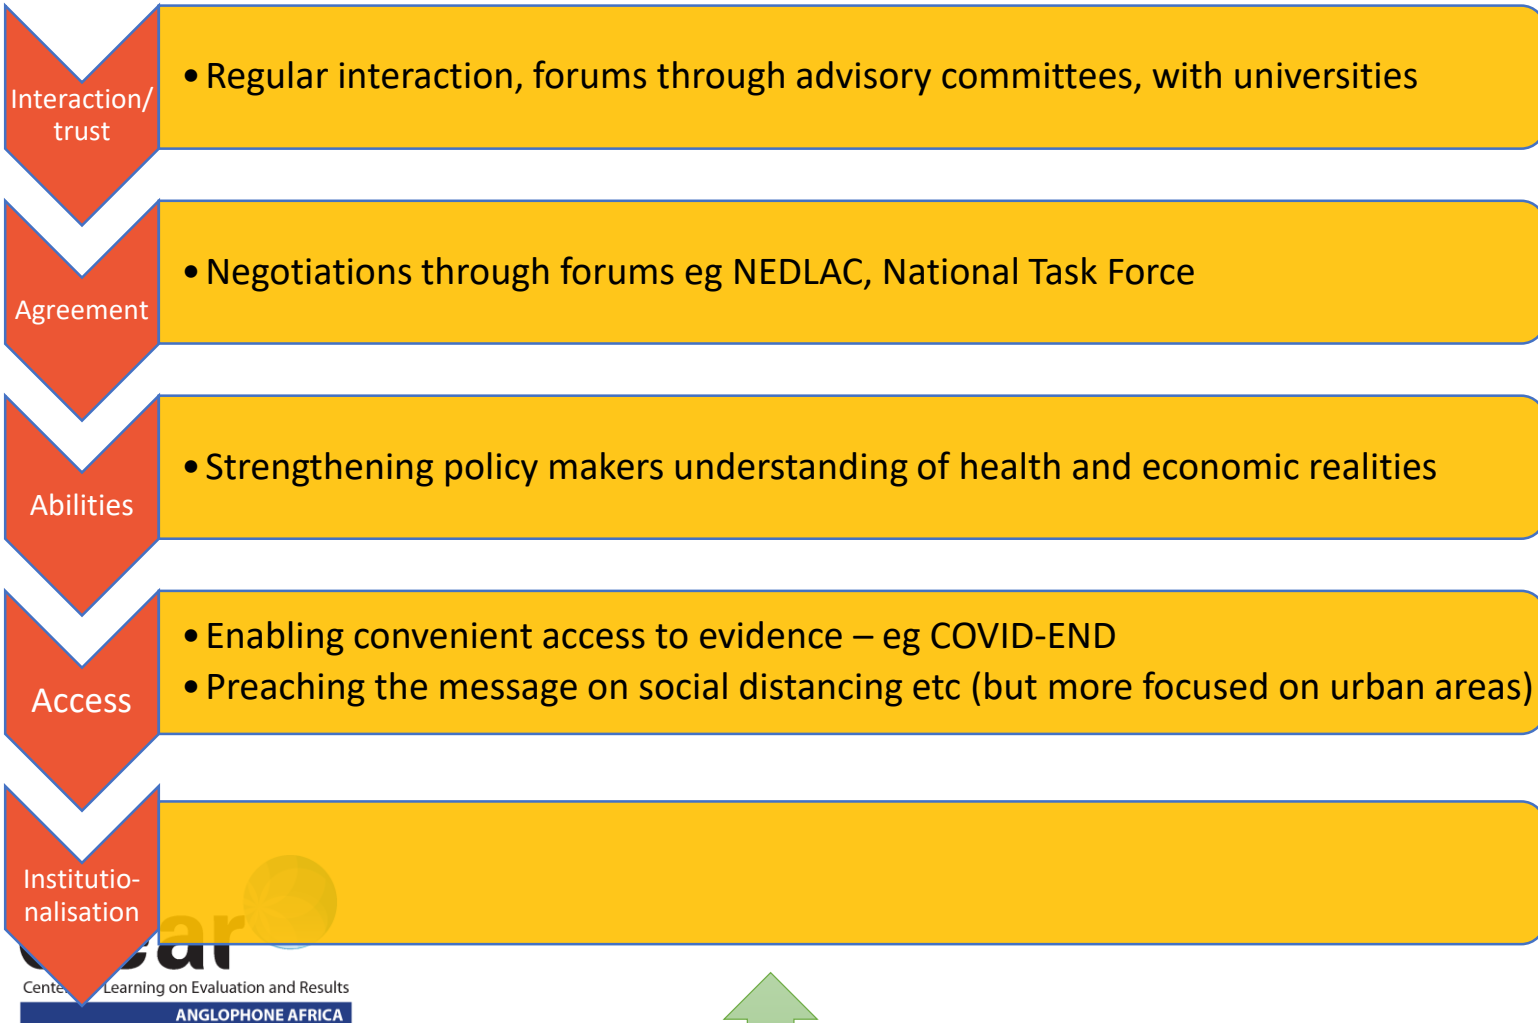 Interaction/
trust
• Regular interaction, forums through advisory committees, with universities
Agreement
• Negotiations through forums eg NEDLAC, National Task Force
Abilities
• Strengthening policy makers understanding of health and economic realities
Access
• Enabling convenient access to evidence – eg COVID-END
• Preaching the message on social distancing etc (but more focused on urban areas)
Institutio-
nalisation
ear
Learning on Evaluation and Results
ANGLOPHONE AFRICA